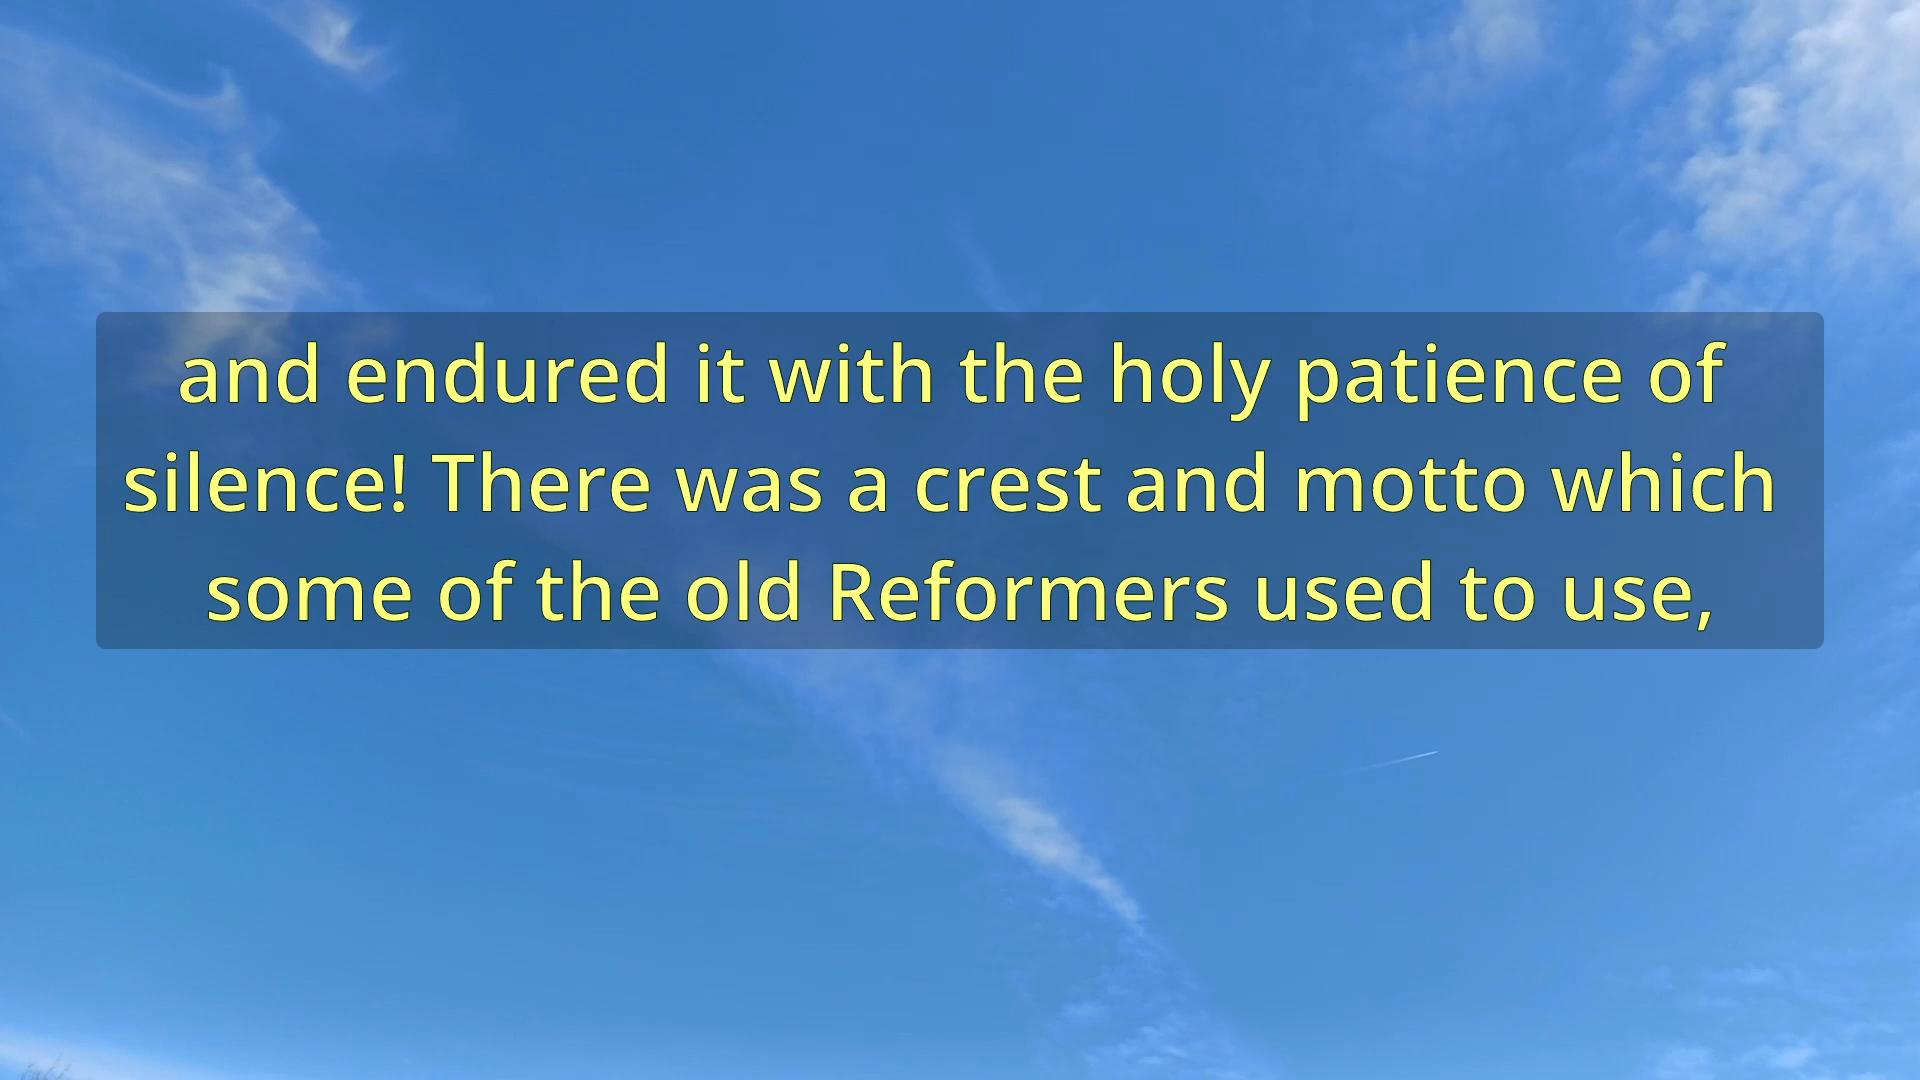 and endured it with the holy patience of
silence! There was a crest and motto which
some of the old Reformers used to use,